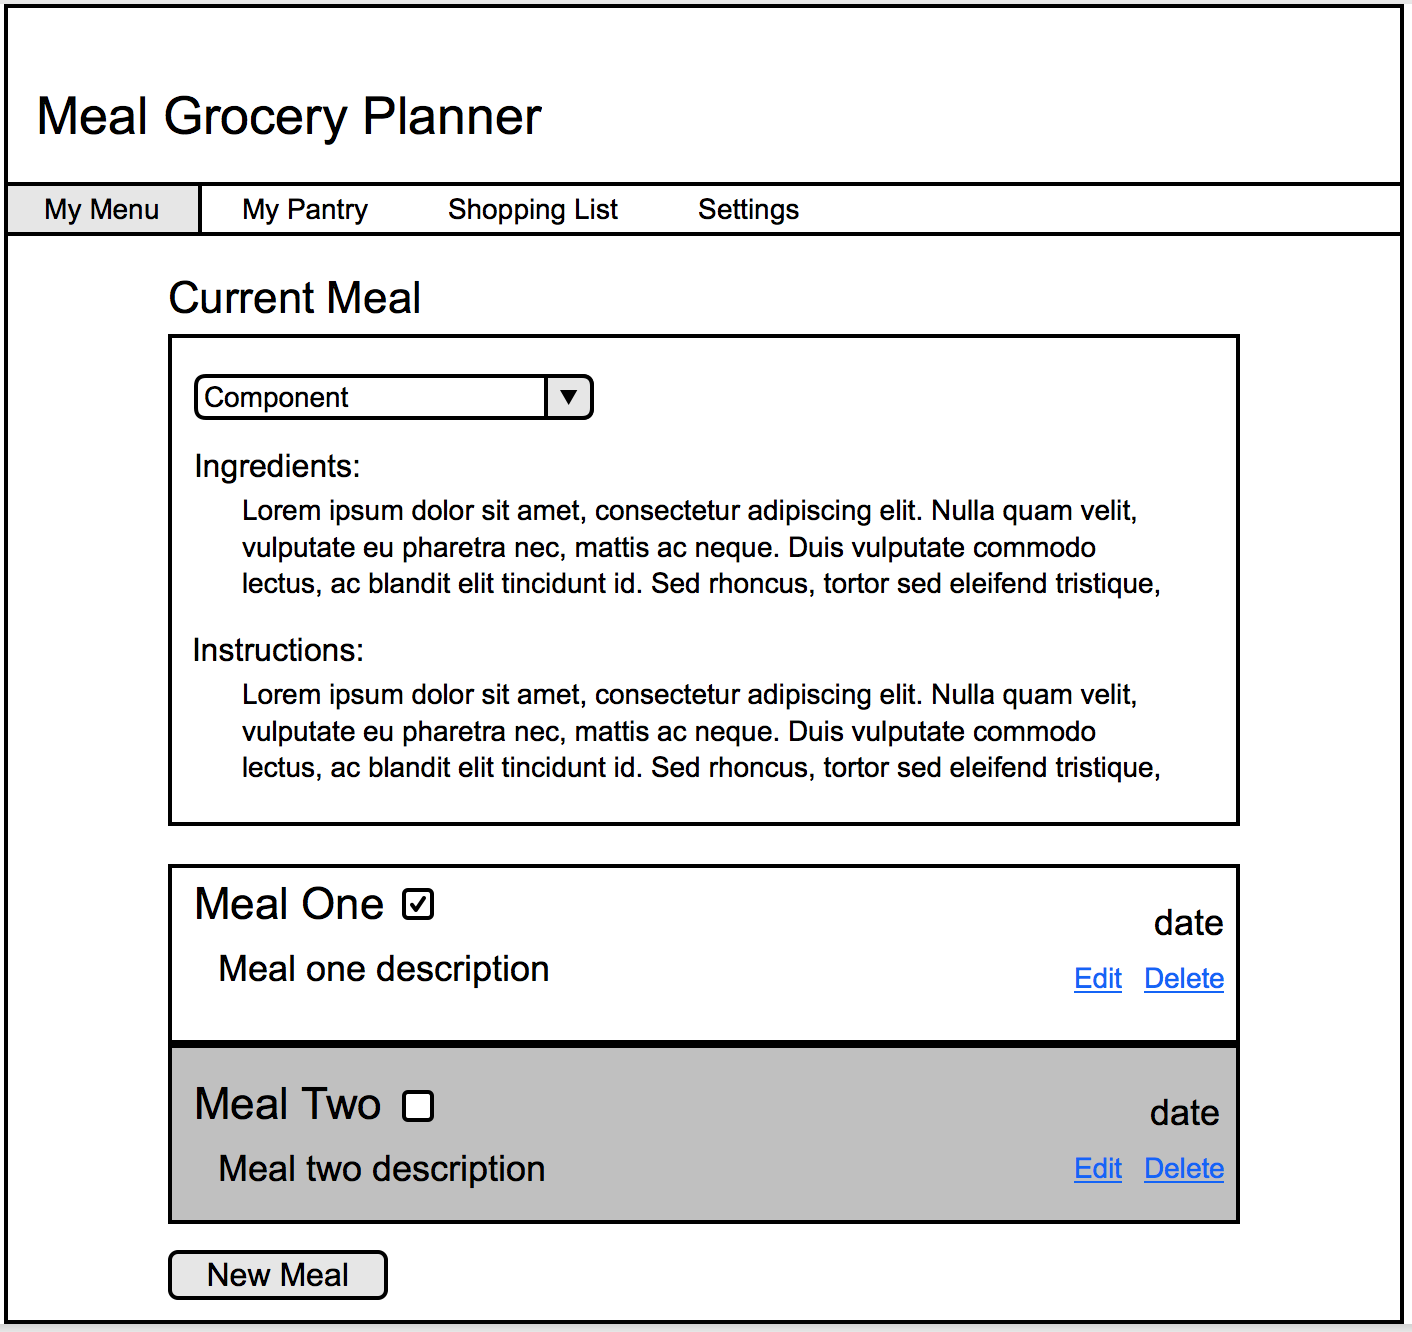 Meal Grocery Planner
My Menu My Pantry Shopping List Settings
Current Meal
Component
Ingredients:
Lorem ipsum dolor sit amet, consectetur adipiscing elit. Nulla quam velit,
vulputate eu pharetra nec, mattis ac neque. Duis vulputate commodo
lectus, ac blandit elit tincidunt id. Sed rhoncus, tortor sed eleifend tristique,
Instructions:
Lorem ipsum dolor sit amet, consectetur adipiscing elit. Nulla quam velit,
vulputate eu pharetra nec, mattis ac neque. Duis vulputate commodo
lectus, ac blandit elit tincidunt id. Sed rhoncus, tortor sed eleifend tristique,
Meal One
date
Meal one description
Edit Delete
Meal Two
date
Meal two description
Edit Delete
New Meal